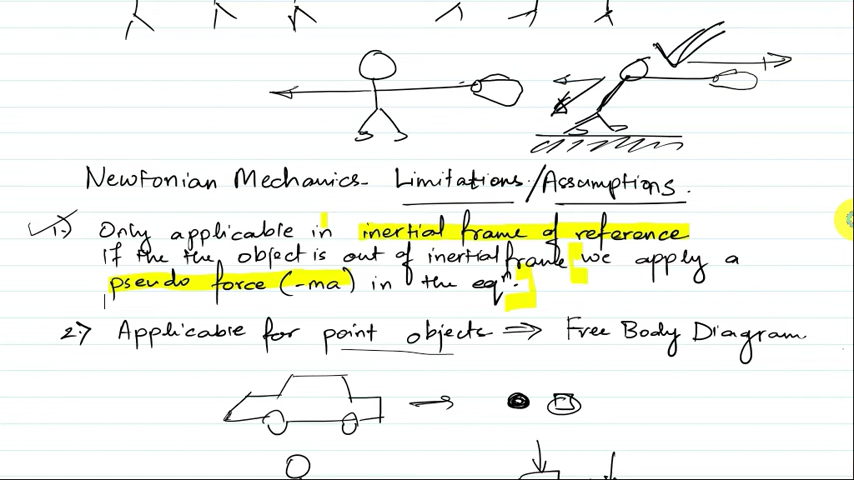 Newtonian Mechanics - Limitations / Assumptions.
1.) Only applicable in inertial frame of reference
If the the object is out of inertial frame we apply a
pseudo force (-ma) in the eqⁿ.
2.) Applicable for point objects ⇒ Free Body Diagram